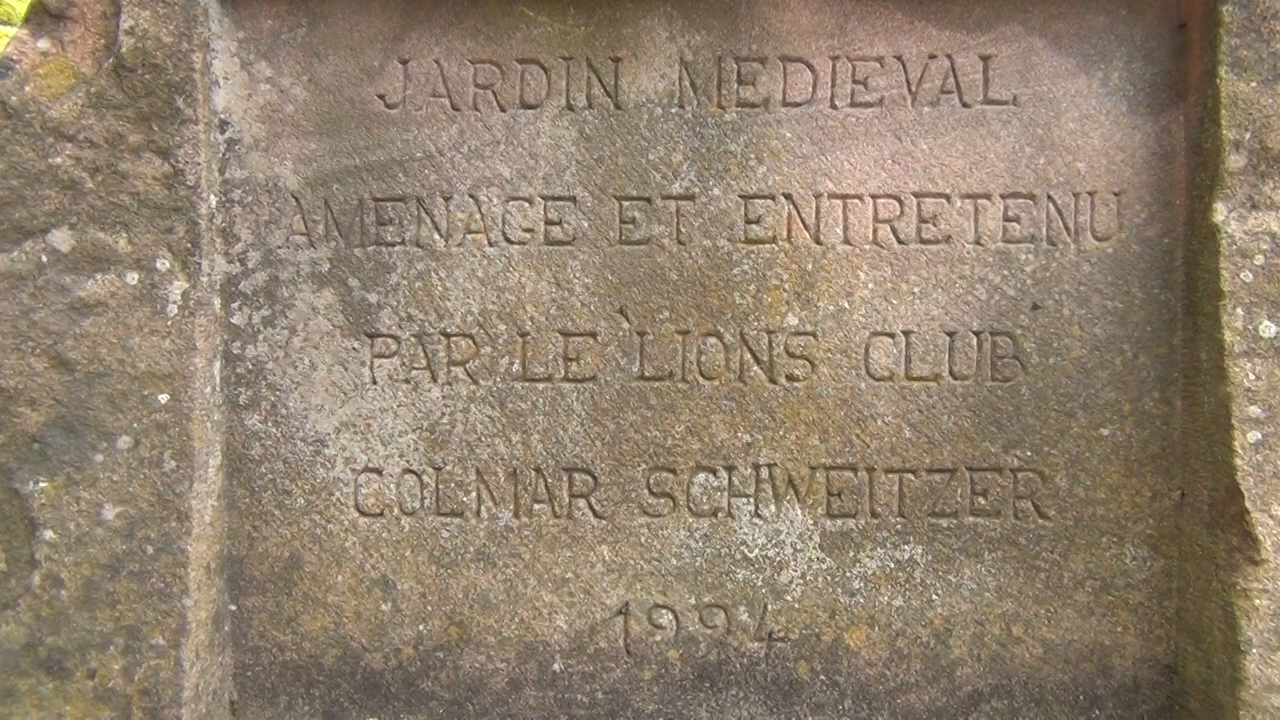 JARDIN MEDIEVAL
AMENAGE ET ENTRETENU
PAR LE LIONS CLUB
COLMAR SCHWEITZER
1994